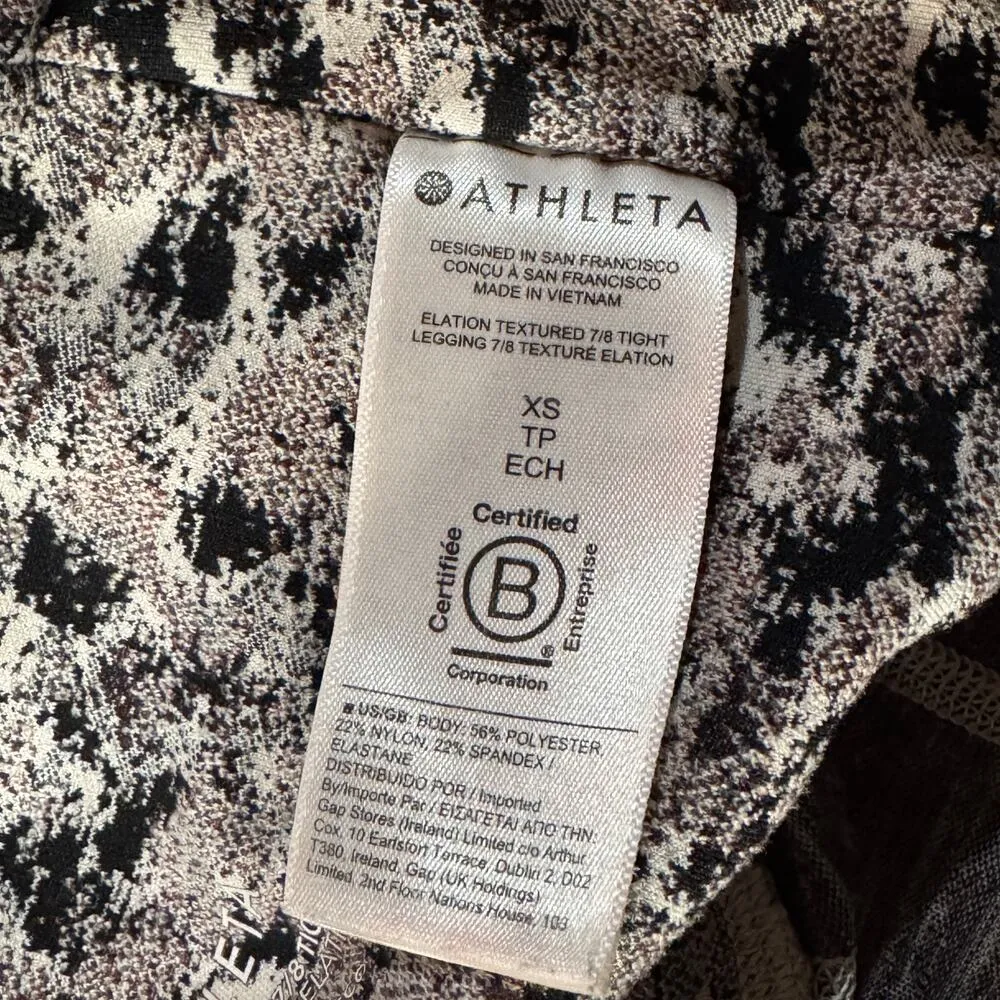 ATHLETA
DESIGNED IN SAN FRANCISCO
CONÇU À SAN FRANCISCO
MADE IN VIETNAM
ELATION TEXTURED 7/8 TIGHT
LEGGING 7/8 TEXTURÉ ELATION
XS
TP
ECH
Certified
Certifiée
B
Entreprise
®
Corporation
US/GB: BODY: 56% POLYESTER
22% NYLON, 22% SPANDEX /
ELASTANE
DISTRIBUIDO POR / Imported
By/Importe Par / ΕΙΣΑΓΕΤΑΙ ΑΠΟ ΤΗΝ:
Gap Stores (Ireland) Limited c/o Arthur
Cox, 10 Earlsfort Terrace, Dublin 2, D02
T380, Ireland, Gap (UK Holdings)
Limited, 2nd Floor Nations House, 103